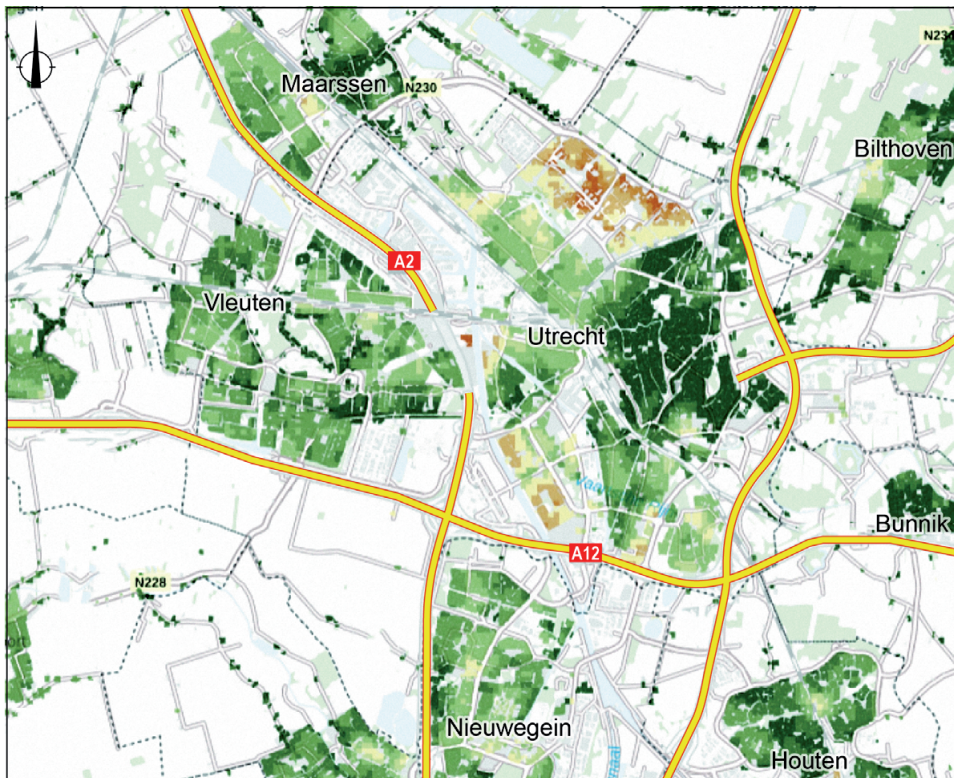 Maarssen
N230
N234
Bilthoven
A2
Vleuten
Utrecht
Bunnik
A12
N228
Nieuwegein
Houten